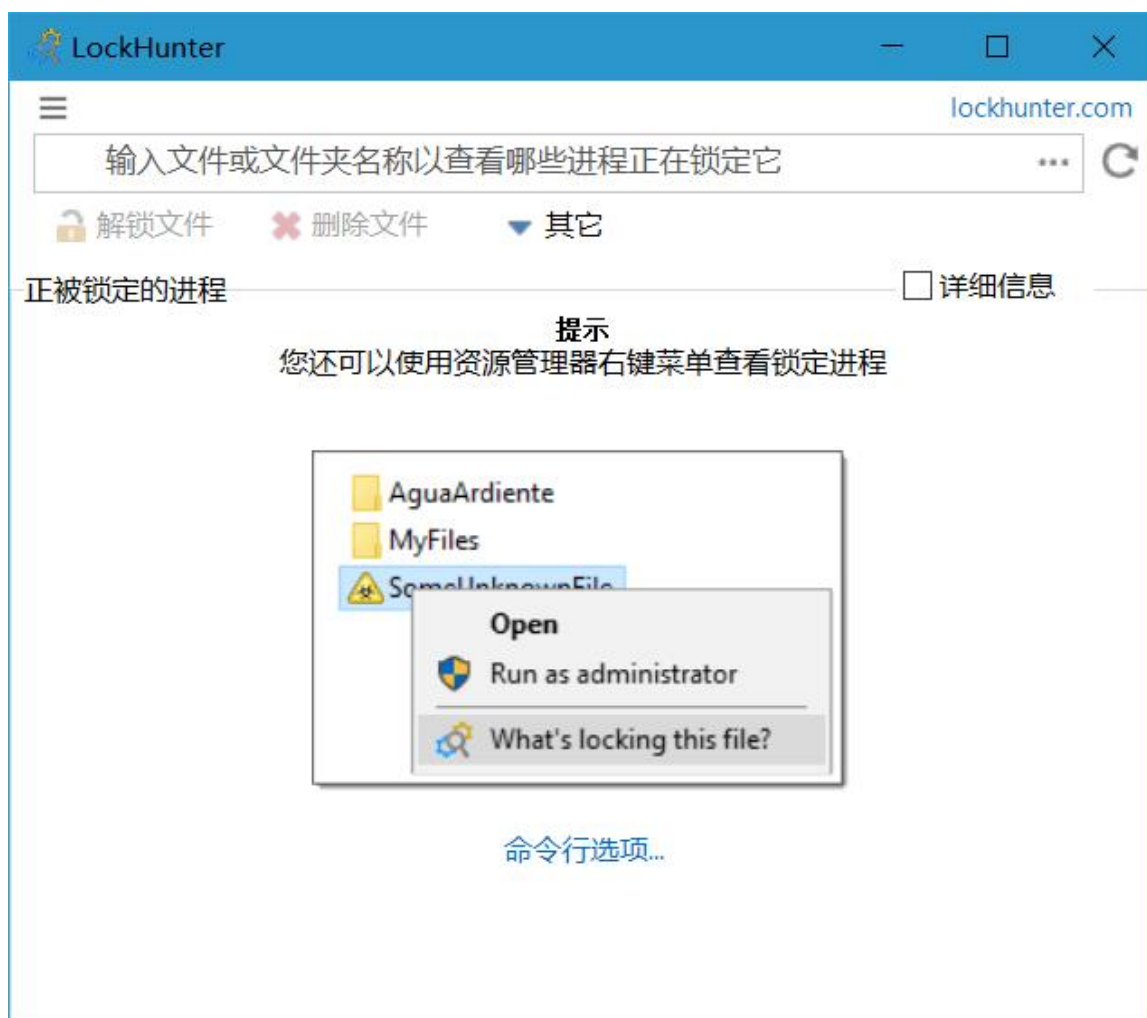 LockHunter
lockhunter.com
输入文件或文件夹名称以查看哪些进程正在锁定它 ...
解锁文件 删除文件 其它
正被锁定的进程 详细信息
提示
您还可以使用资源管理器右键菜单查看锁定进程
AguaArdiente
MyFiles
SomeUnknownFile
Open
Run as administrator
What's locking this file?
命令行选项...